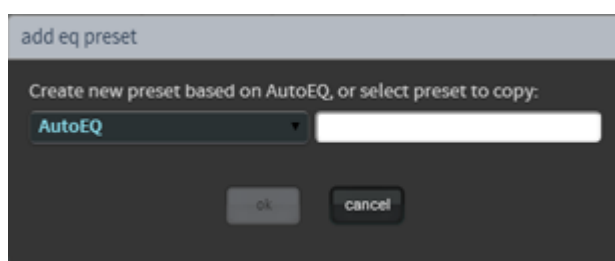 add eq preset
Create new preset based on AutoEQ, or select preset to copy:
AutoEQ
ok cancel